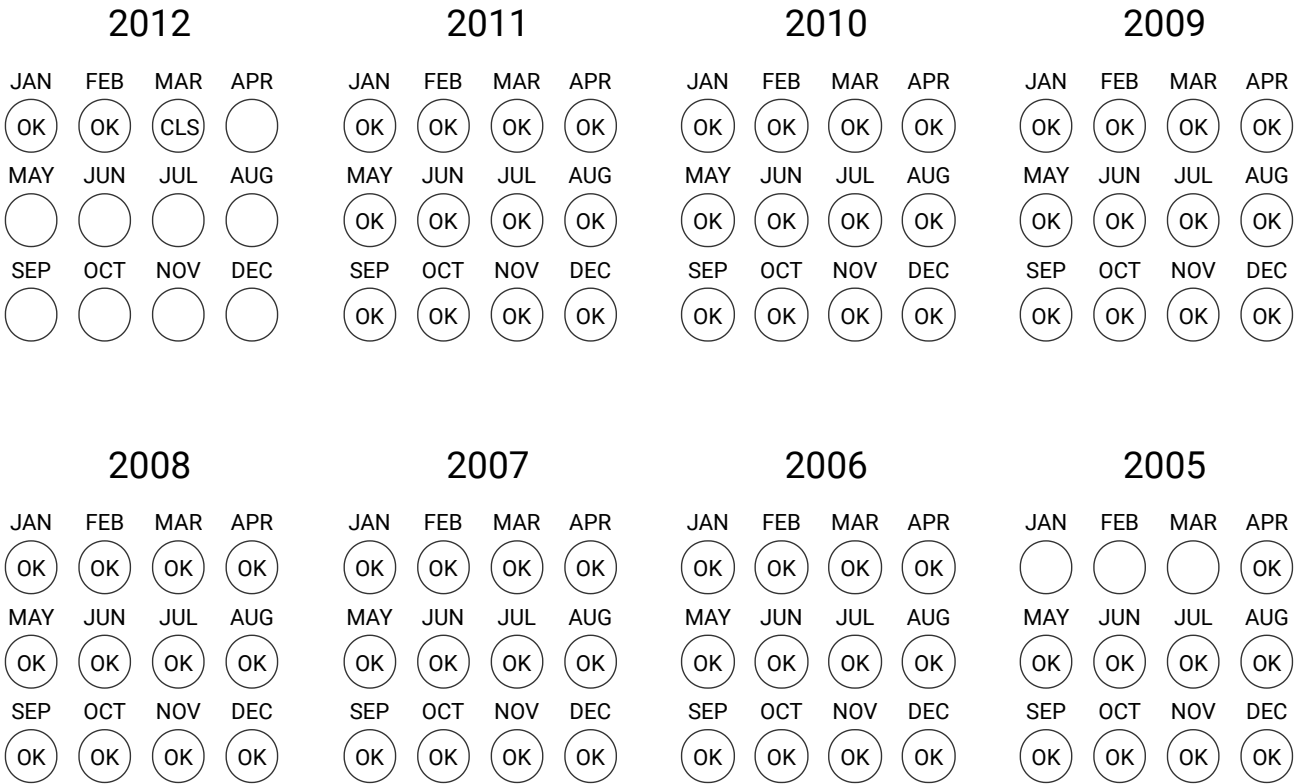 2012 2011 2010 2009
JAN FEB MAR APR JAN FEB MAR APR JAN FEB MAR APR JAN FEB MAR APR
OK OK CLS OK OK OK OK OK OK OK OK OK OK OK OK
MAY JUN JUL AUG MAY JUN JUL AUG MAY JUN JUL AUG MAY JUN JUL AUG
OK OK OK OK OK OK OK OK OK OK OK OK
SEP OCT NOV DEC SEP OCT NOV DEC SEP OCT NOV DEC SEP OCT NOV DEC
OK OK OK OK OK OK OK OK OK OK OK OK
2008 2007 2006 2005
JAN FEB MAR APR JAN FEB MAR APR JAN FEB MAR APR JAN FEB MAR APR
OK OK OK OK OK OK OK OK OK OK OK OK OK
MAY JUN JUL AUG MAY JUN JUL AUG MAY JUN JUL AUG MAY JUN JUL AUG
OK OK OK OK OK OK OK OK OK OK OK OK OK OK OK OK
SEP OCT NOV DEC SEP OCT NOV DEC SEP OCT NOV DEC SEP OCT NOV DEC
OK OK OK OK OK OK OK OK OK OK OK OK OK OK OK OK